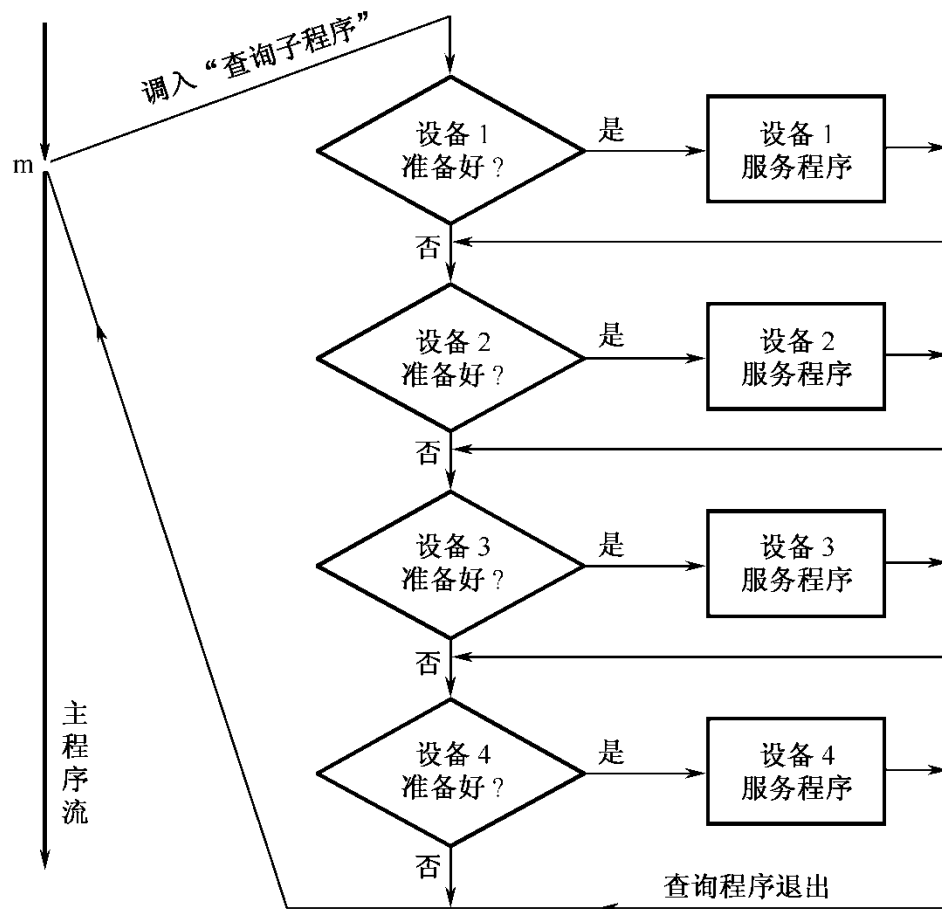 调入“查询子程序”
m
设备 1
准备好?
是
设备 1
服务程序
否
设备 2
准备好?
是
设备 2
服务程序
否
设备 3
准备好?
是
设备 3
服务程序
否
设备 4
准备好?
是
设备 4
服务程序
否
主程序流
查询程序退出